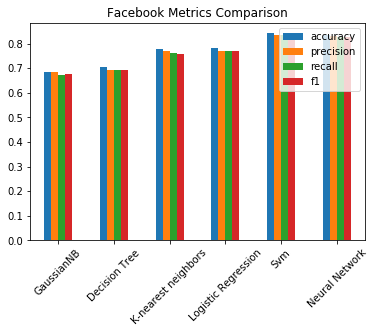 Facebook Metrics Comparison
accuracy
precision
recall
f1
0.8
0.7
0.6
0.5
0.4
0.3
0.2
0.1
0.0
GaussianNB
Decision Tree
K-nearest neighbors
Logistic Regression
Svm
Neural Network